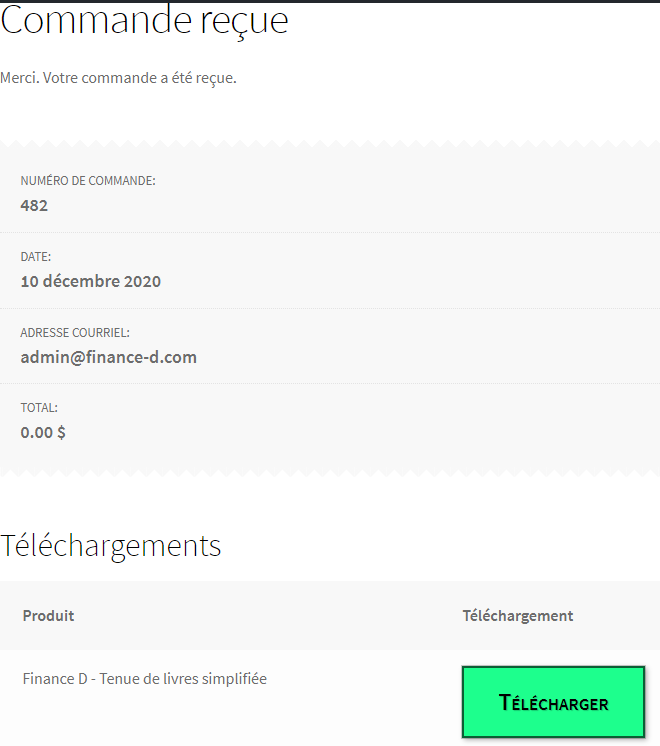 Commande reçue
Merci. Votre commande a été reçue.
NUMÉRO DE COMMANDE:
482
DATE:
10 décembre 2020
ADRESSE COURRIEL:
admin@finance-d.com
TOTAL:
0.00 $
Téléchargements
Produit Téléchargement
Finance D - Tenue de livres simplifiée
TÉLÉCHARGER